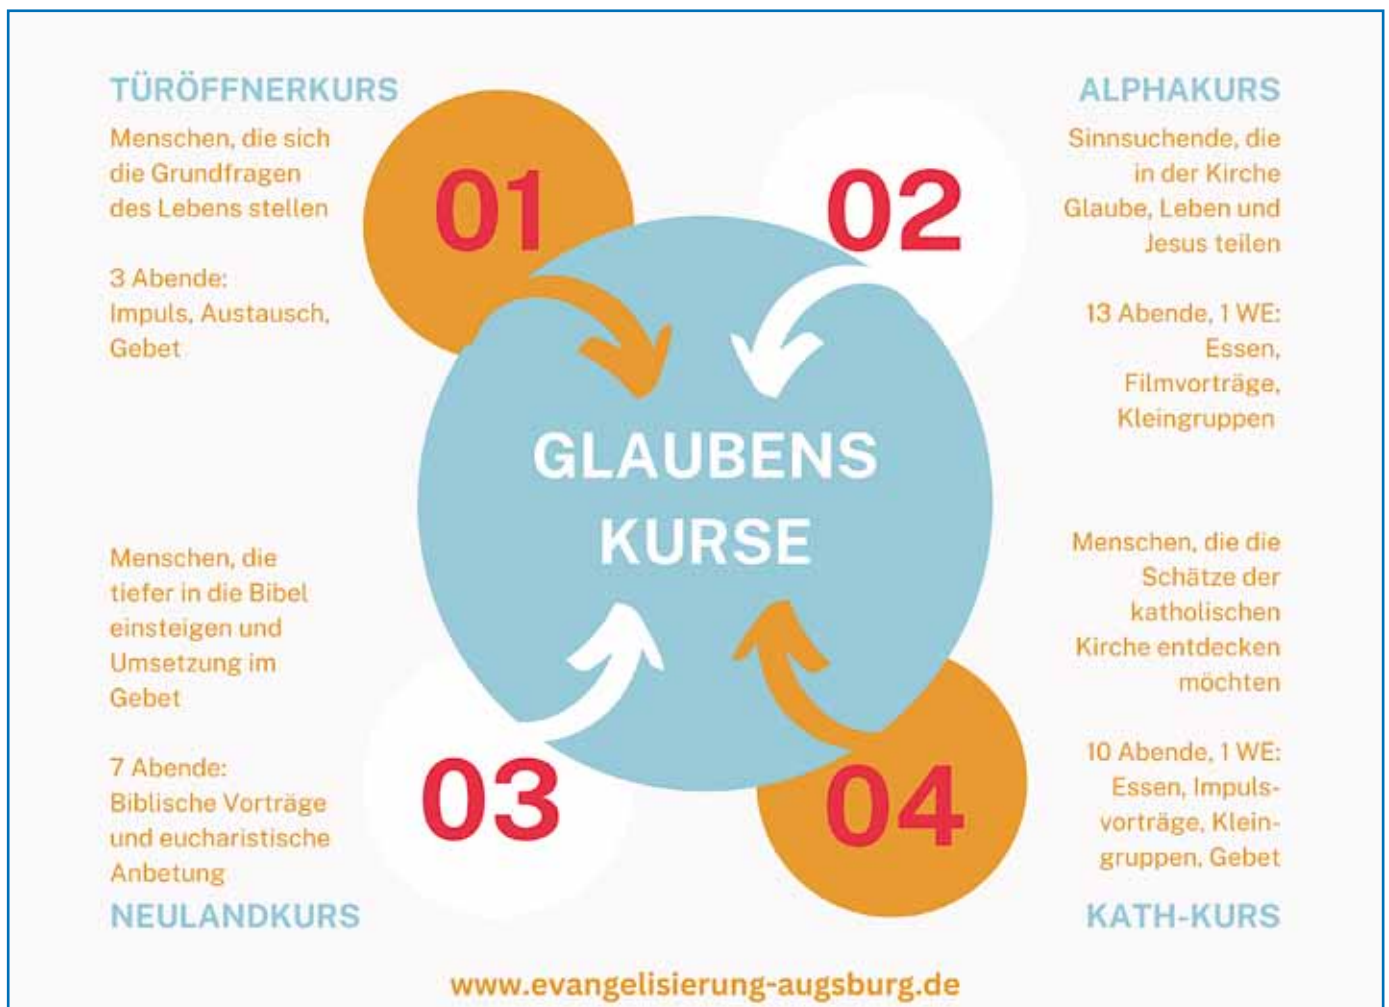 TÜRÖFFNERKURS
Menschen, die sich
die Grundfragen
des Lebens stellen
3 Abende:
Impuls, Austausch,
Gebet
01
02
ALPHAKURS
Sinnsuchende, die
in der Kirche
Glaube, Leben und
Jesus teilen
13 Abende, 1 WE:
Essen,
Filmvorträge,
Kleingruppen
GLAUBENS
KURSE
Menschen, die
tiefer in die Bibel
einsteigen und
Umsetzung im
Gebet
7 Abende:
Biblische Vorträge
und eucharistische
Anbetung
NEULANDKURS
03
04
Menschen, die die
Schätze der
katholischen
Kirche entdecken
möchten
10 Abende, 1 WE:
Essen, Impuls-
vorträge, Klein-
gruppen, Gebet
KATH-KURS
www.evangelisierung-augsburg.de